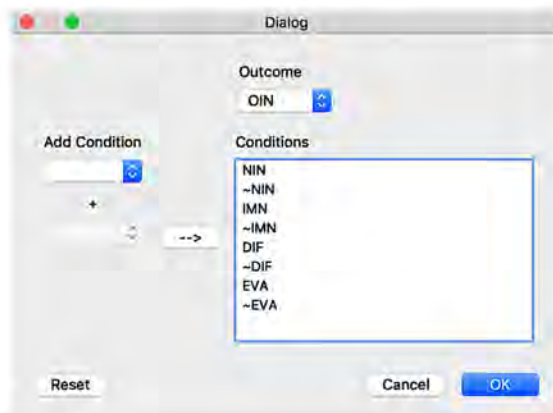 Dialog
Outcome
OIN
Add Condition
+
-->
Conditions
NIN
~NIN
IMN
~IMN
DIF
~DIF
EVA
~EVA
Reset
Cancel
OK